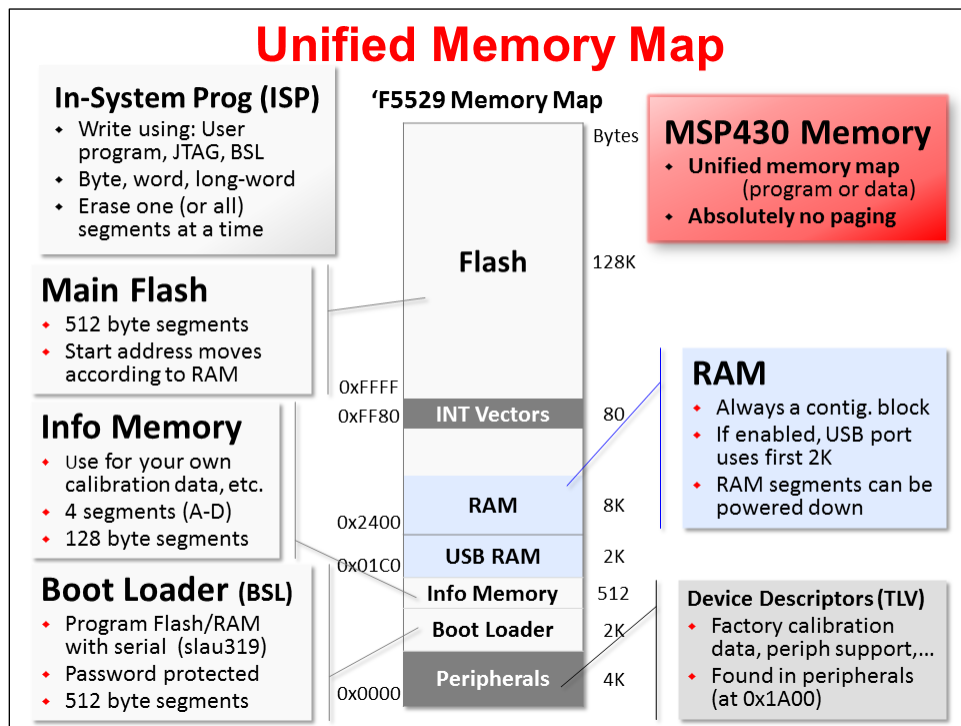 Unified Memory Map
In-System Prog (ISP)
Write using: User
program, JTAG, BSL
Byte, word, long-word
Erase one (or all)
segments at a time
Main Flash
512 byte segments
Start address moves
according to RAM
Info Memory
Use for your own
calibration data, etc.
4 segments (A-D)
128 byte segments
Boot Loader (BSL)
Program Flash/RAM
with serial (slau319)
Password protected
512 byte segments
'F5529 Memory Map
Bytes
Flash
128K
0xFFFF
0xFF80
INT Vectors
80
RAM
8K
0x2400
USB RAM
2K
0x01C0
Info Memory
512
Boot Loader
2K
Peripherals
4K
0x0000
MSP430 Memory
Unified memory map
(program or data)
Absolutely no paging
RAM
Always a contig. block
If enabled, USB port
uses first 2K
RAM segments can be
powered down
Device Descriptors (TLV)
Factory calibration
data, periph support,...
Found in peripherals
(at 0x1A00)